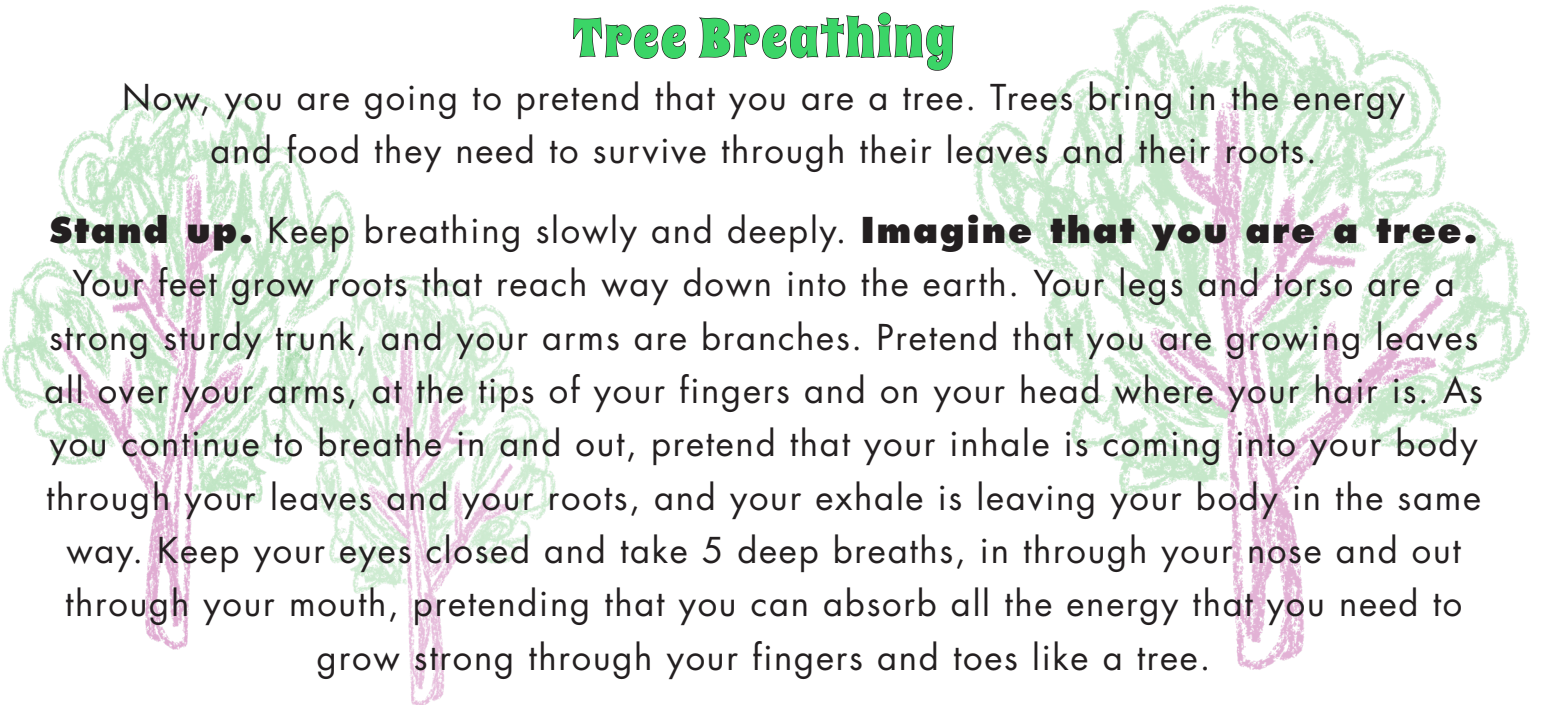 Tree Breathing
Now, you are going to pretend that you are a tree. Trees bring in the energy
and food they need to survive through their leaves and their roots.
Stand up. Keep breathing slowly and deeply. Imagine that you are a tree.
Your feet grow roots that reach way down into the earth. Your legs and torso are a
strong sturdy trunk, and your arms are branches. Pretend that you are growing leaves
all over your arms, at the tips of your fingers and on your head where your hair is. As
you continue to breathe in and out, pretend that your inhale is coming into your body
through your leaves and your roots, and your exhale is leaving your body in the same
way. Keep your eyes closed and take 5 deep breaths, in through your nose and out
through your mouth, pretending that you can absorb all the energy that you need to
grow strong through your fingers and toes like a tree.